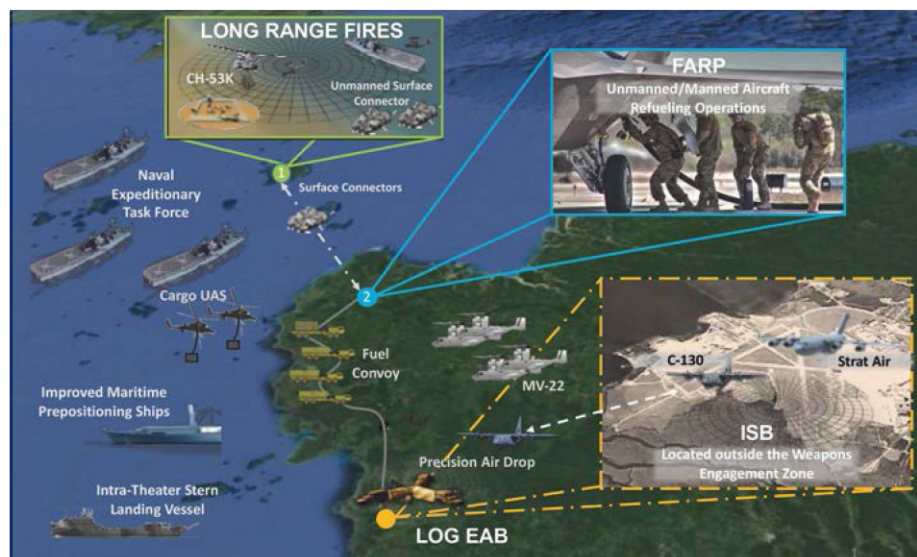 LONG RANGE FIRES
CH-53K
Unmanned Surface
Connector
FARP
Unmanned/Manned Aircraft
Refueling Operations
1
Surface Connectors
Naval
Expeditionary
Task Force
2
Cargo UAS
Fuel
Convoy
MV-22
C-130
Strat Air
ISB
Located outside the Weapons
Engagement Zone
Improved Maritime
Prepositioning Ships
Precision Air Drop
Intra-Theater Stern
Landing Vessel
LOG EAB